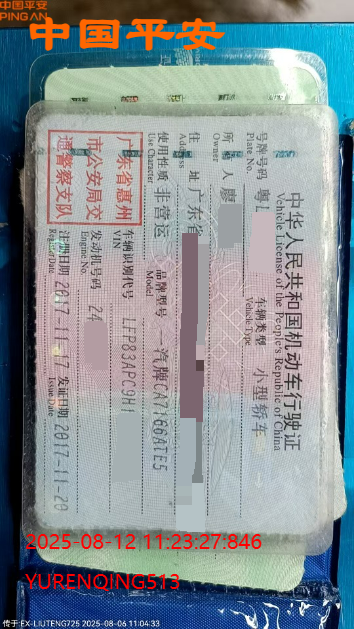 中国平安
PING AN
中国平安
中华人民共和国机动车行驶证
Vehicle License of the People's Republic of China
号牌号码 粤L
Plate No.
车辆类型 小型轿车
Vehicle Type
所 人 廖
Owner
住 址 广东省
Address
使用性质 非营运
Use Character
品牌型号 一汽牌CA7166ATE5
Model
车辆识别代号 LFP83APC9H1
VIN
发动机号码 24
Engine No.
注册日期 2017-11-17
Register Date
发证日期 2017-11-20
Issue Date
广东省惠州
市公安局交
通警察支队
2025-08-12 11:23:27:846
YURENQING513
传于:EX-LIUTENG725 2025-08-06 11:04:33